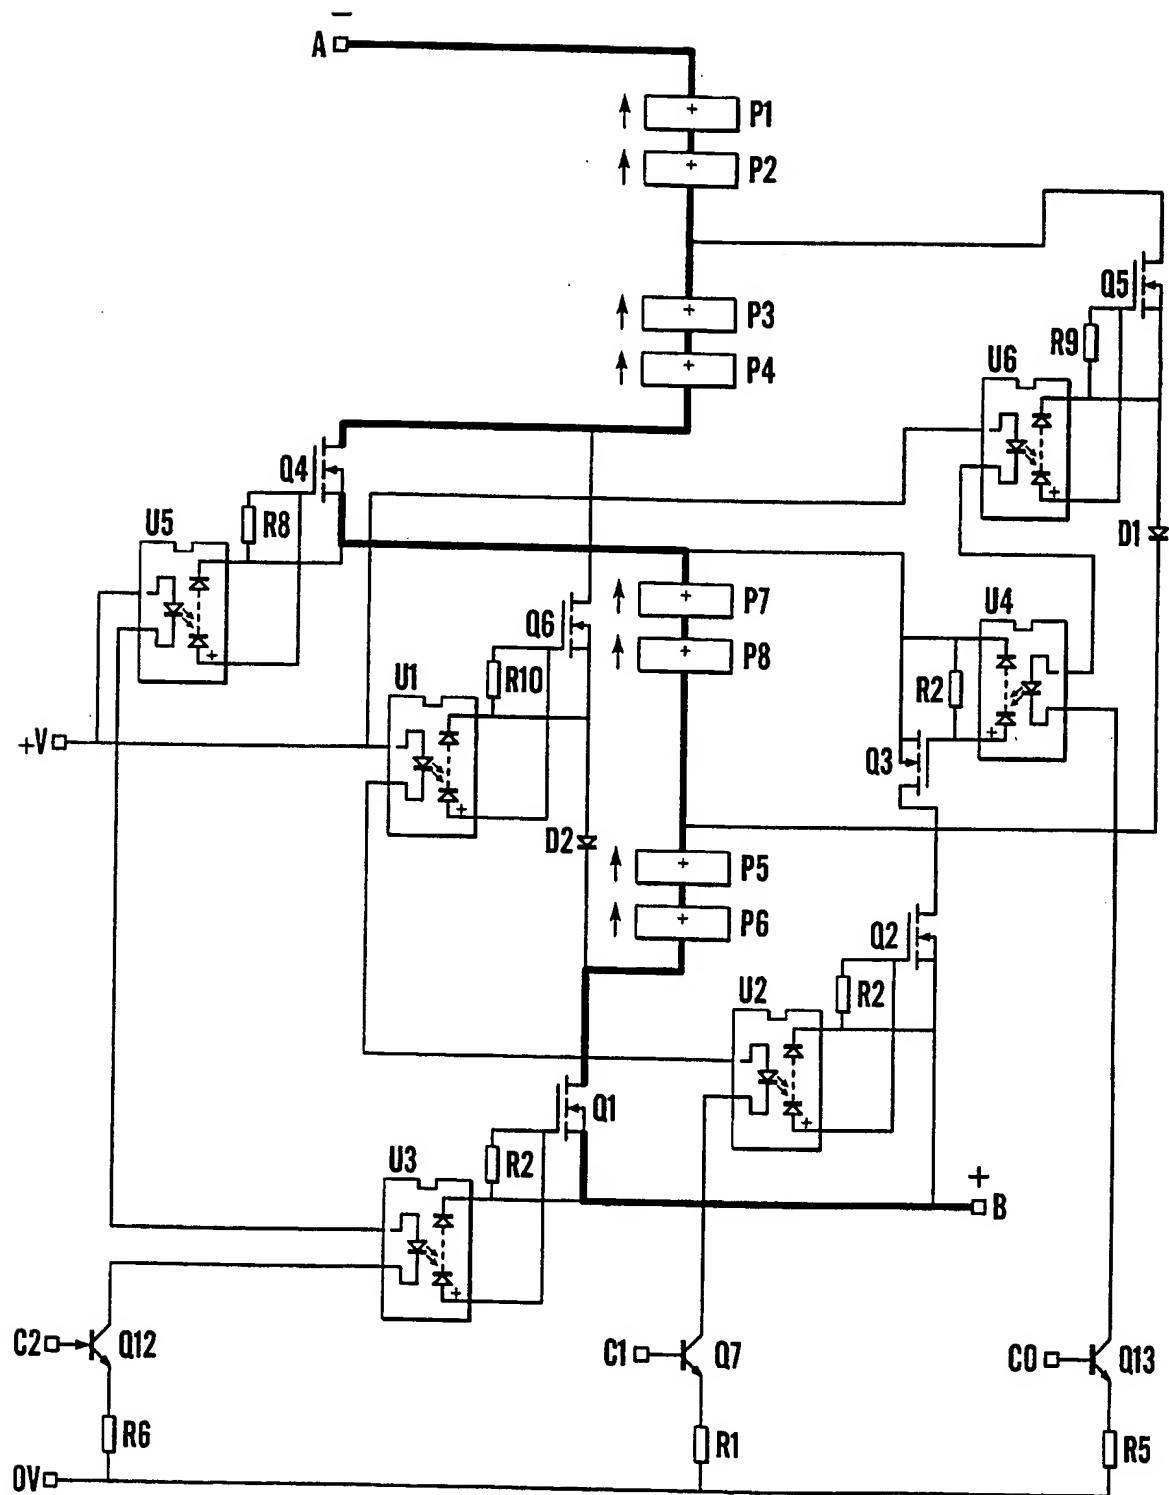 −
A
+ P1
+ P2
+ P3
+ P4
Q5
R9
U6
+
D1
Q4
R8
U5
+
+ P7
+ P8
U4
R2
+
Q3
Q6
R10
U1
+
+V
D2
+ P5
+ P6
Q2
R2
U2
+
Q1
R2
U3
+
+
B
C2 Q12
C1 Q7
C0 Q13
R6
R1
R5
0V